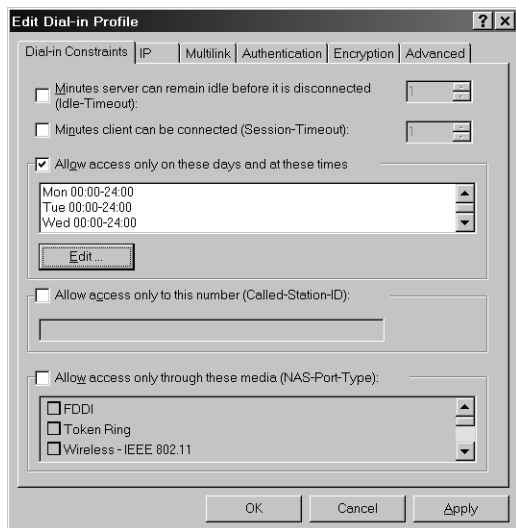 Edit Dial-in Profile
Dial-in Constraints IP Multilink Authentication Encryption Advanced
Minutes server can remain idle before it is disconnected
(Idle-Timeout):
1
Minutes client can be connected (Session-Timeout):
1
Allow access only on these days and at these times
Mon 00:00-24:00
Tue 00:00-24:00
Wed 00:00-24:00
Edit ...
Allow access only to this number (Called-Station-ID):
Allow access only through these media (NAS-Port-Type):
FDDI
Token Ring
Wireless - IEEE 802.11
OK Cancel Apply